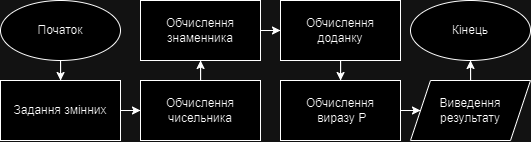 Початок
Задання змінних
Обчислення
чисельника
Обчислення
знаменника
Обчислення
доданку
Обчислення
виразу P
Виведення
результату
Кінець